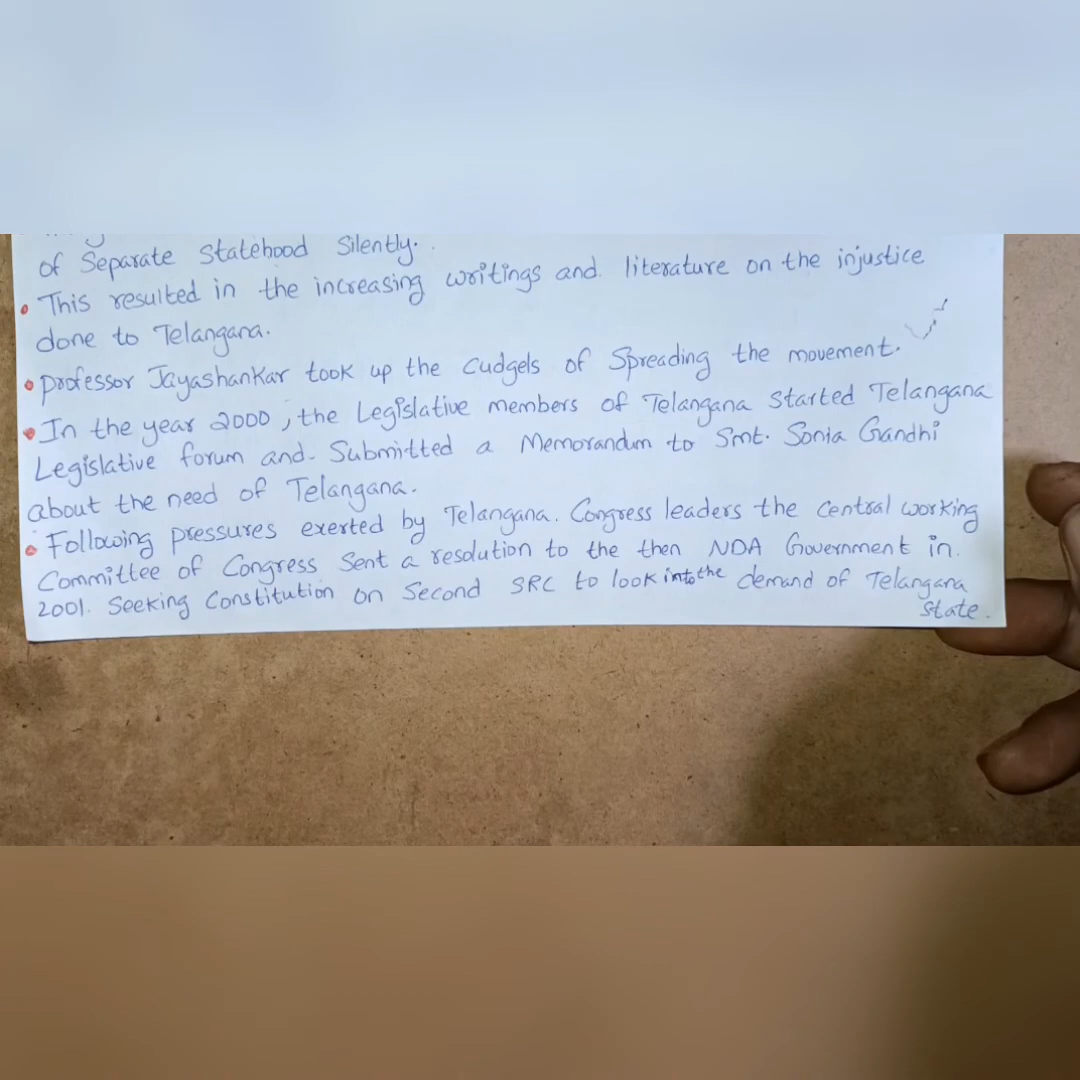 of Separate Statehood Silently.
• This resulted in the increasing writings and literature on the injustice
done to Telangana.
• professor Jayashankar took up the Cudgels of Spreading the movement.
• In the year 2000, the Legislative members of Telangana Started Telangana
Legislative forum and Submitted a Memorandum to Smt. Sonia Gandhi
about the need of Telangana.
• Following pressures exerted by Telangana. Congress leaders the central working
Committee of Congress Sent a resolution to the then NDA Government in.
2001. Seeking Constitution on Second SRC to look into the demand of Telangana
State.